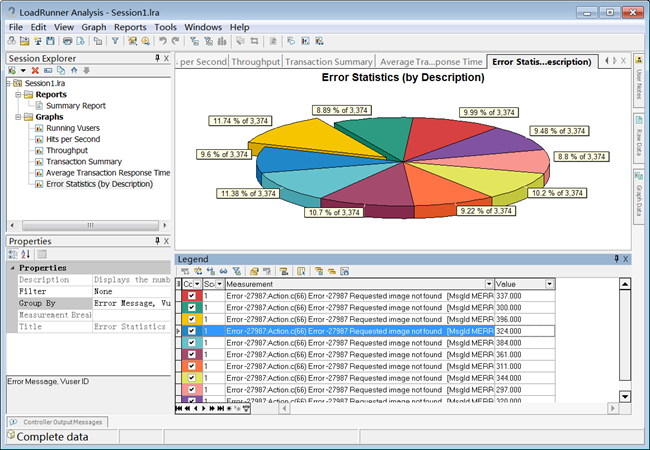 LoadRunner Analysis - Session1.lra
File Edit View Graph Reports Tools Windows Help
Session Explorer
Session1.lra
Reports
Summary Report
Graphs
Running Vusers
Hits per Second
Throughput
Transaction Summary
Average Transaction Response Time
Error Statistics (by Description)
Properties
Properties
Description Displays the numb
Filter None
Group By Error Message, Vu
Measurement Break
Title Error Statistics
Error Message, Vuser ID
s per Second Throughput Transaction Summary Average Tra...ponse Time Error Statis...escription)
Error Statistics (by Description)
8.89 % of 3,374
9.99 % of 3,374
11.74 % of 3,374
9.48 % of 3,374
9.6 % of 3,374
8.8 % of 3,374
11.38 % of 3,374
10.2 % of 3,374
10.7 % of 3,374
9.22 % of 3,374
User Notes
Raw Data
Graph Data
Legend
Co Sca Measurement Value
1 Error -27987:Action.c(66) Error -27987 Requested image not found [MsgId MERR 337.000
1 Error -27987:Action.c(66) Error -27987 Requested image not found [MsgId MERR 300.000
1 Error -27987:Action.c(66) Error -27987 Requested image not found [MsgId MERR 396.000
1 Error -27987:Action.c(66) Error -27987 Requested image not found [MsgId MERR 324.000
1 Error -27987:Action.c(66) Error -27987 Requested image not found [MsgId MERR 384.000
1 Error -27987:Action.c(66) Error -27987 Requested image not found [MsgId MERR 361.000
1 Error -27987:Action.c(66) Error -27987 Requested image not found [MsgId MERR 311.000
1 Error -27987:Action.c(66) Error -27987 Requested image not found [MsgId MERR 344.000
1 Error -27987:Action.c(66) Error -27987 Requested image not found [MsgId MERR 297.000
1 Error -27987:Action.c(66) Error -27987 Requested image not found [MsgId MERR 320.000
Controller Output Messages
Complete data